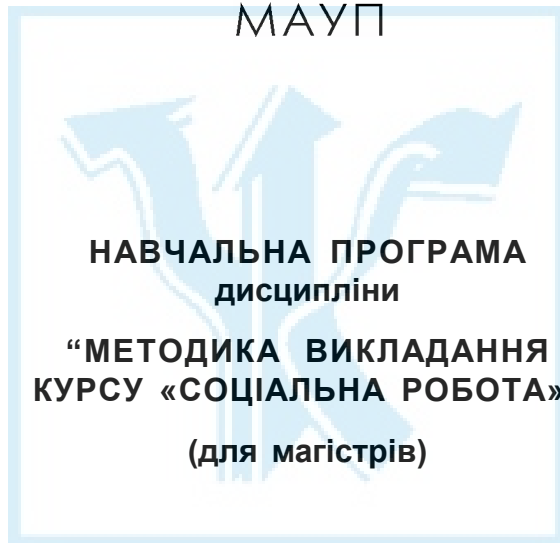 МАУП
НАВЧАЛЬНА ПРОГРАМА
дисципліни
“МЕТОДИКА ВИКЛАДАННЯ
КУРСУ «СОЦІАЛЬНА РОБОТА»
(для магістрів)